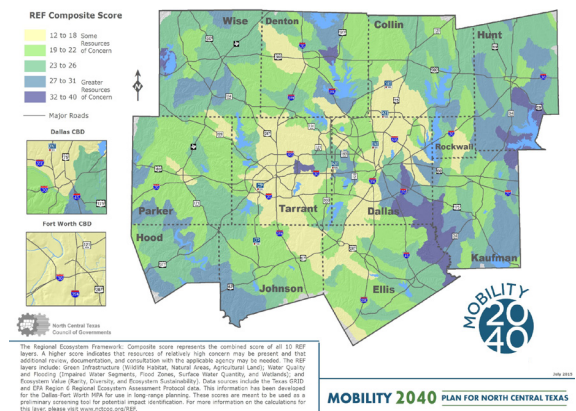 REF Composite Score
12 to 18 Some
Resources
19 to 22 of Concern
23 to 26
27 to 31 Greater
Resources
32 to 40 of Concern
Major Roads
Dallas CBD
Fort Worth CBD
North Central Texas
Council of Governments
N
Wise
Denton
Collin
Hunt
Rockwall
Parker
Tarrant
Dallas
Hood
Johnson
Ellis
Kaufman
MOBILITY
2040
July 2015
The Regional Ecosystem Framework: Composite score represents the combined score of all 10 REF
layers. A higher score indicates that resources of relatively high concern may be present and that
additional review, documentation, and consultation with the applicable agency may be needed. The REF
layers include: Green Infrastructure (Wildlife Habitat, Natural Areas, Agricultural Land); Water Quality
and Flooding (Impaired Water Segments, Flood Zones, Surface Water Quantity, and Wetlands); and
Ecosystem Value (Rarity, Diversity, and Ecosystem Sustainability). Data sources include the Texas GRID
and EPA Region 6 Regional Ecosystem Assessment Protocol data. This information has been developed
for the Dallas-Fort Worth MPA for use in long-range planning. These scores are meant to be used as a
preliminary screening tool for potential impact identification. For more information on the calculations for
this layer, please visit www.nctcog.org/REF.
MOBILITY 2040 PLAN FOR NORTH CENTRAL TEXAS